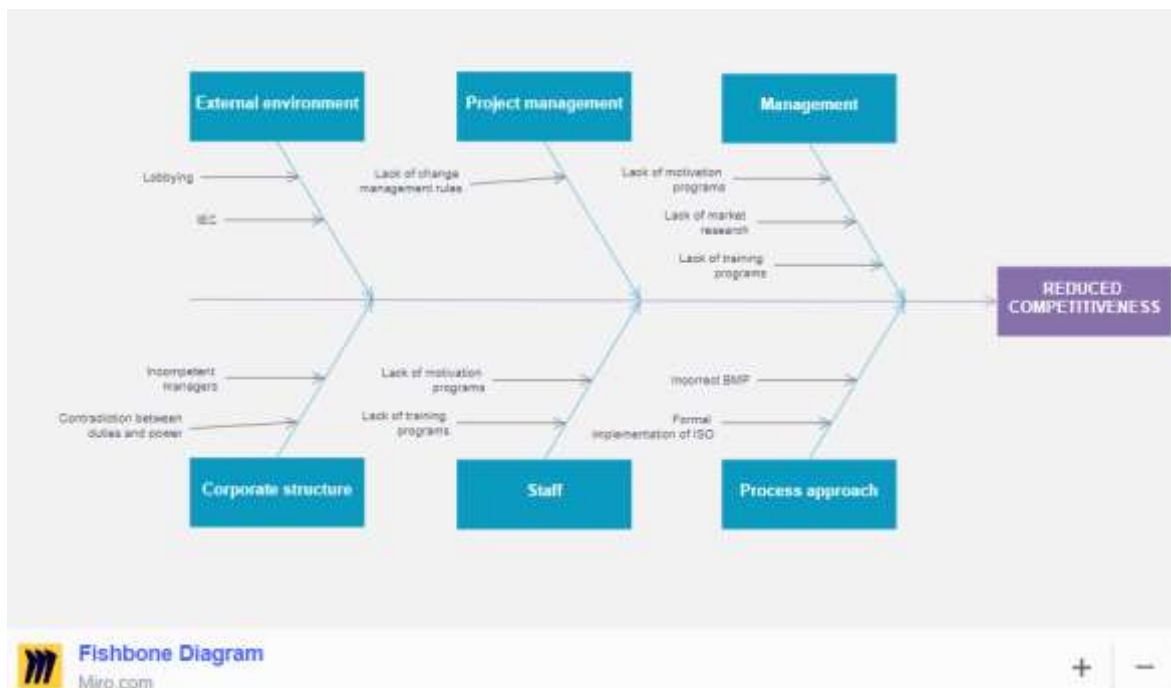 External environment
Project management
Management
Lobbying
IEC
Lack of change
management rules
Lack of motivation
programs
Lack of market
research
Lack of training
programs
REDUCED
COMPETITIVENESS
Incompetent
managers
Contradiction between
duties and power
Lack of motivation
programs
Lack of training
programs
Incorrect BMP
Formal
implementation of ISO
Corporate structure
Staff
Process approach
Fishbone Diagram
Miro.com